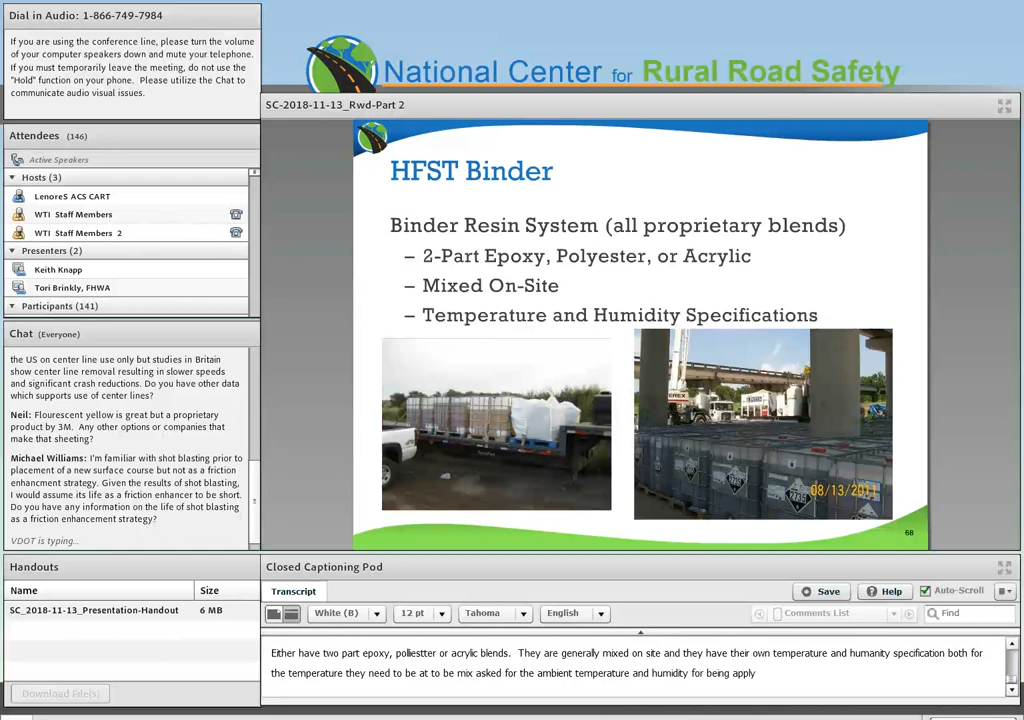 Dial in Audio: 1-866-749-7984
If you are using the conference line, please turn the volume
of your computer speakers down and mute your telephone.
If you must temporarily leave the meeting, do not use the
"Hold" function on your phone. Please utilize the Chat to
communicate audio visual issues.
National Center for Rural Road Safety
Attendees (146)
Active Speakers
Hosts (3)
LenoreS ACS CART
WTI Staff Members
WTI Staff Members 2
Presenters (2)
Keith Knapp
Tori Brinkly, FHWA
Participants (141)
Chat (Everyone)
the US on center line use only but studies in Britain
show center line removal resulting in slower speeds
and significant crash reductions. Do you have other data
which supports use of center lines?
Neil: Flourescent yellow is great but a proprietary
product by 3M. Any other options or companies that
make that sheeting?
Michael Williams: I'm familiar with shot blasting prior to
placement of a new surface course but not as a friction
enhancment strategy. Given the results of shot blasting,
I would assume its life as a friction enhancer to be short.
Do you have any information on the life of shot blasting
as a friction enhancement strategy?
VDOT is typing...
SC-2018-11-13_Rwd-Part 2
HFST Binder
Binder Resin System (all proprietary blends)
– 2-Part Epoxy, Polyester, or Acrylic
– Mixed On-Site
– Temperature and Humidity Specifications
TEREX
2735
08/13/2011
68
Handouts
Name Size
SC_2018-11-13_Presentation-Handout 6 MB
Download File(s)
Closed Captioning Pod
Transcript
Save Help Auto-Scroll
White (B) 12 pt Tahoma English Comments List Find
Either have two part epoxy, polliestter or acrylic blends. They are generally mixed on site and they have their own temperature and humanity specification both for
the temperature they need to be at to be mix asked for the ambient temperature and humidity for being apply